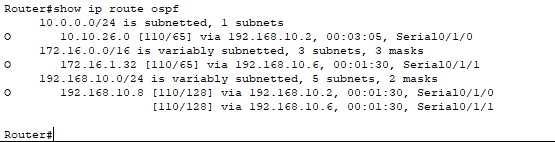 Router#show ip route ospf
     10.0.0.0/24 is subnetted, 1 subnets
O       10.10.26.0 [110/65] via 192.168.10.2, 00:03:05, Serial0/1/0
     172.16.0.0/16 is variably subnetted, 3 subnets, 3 masks
O       172.16.1.32 [110/65] via 192.168.10.6, 00:01:30, Serial0/1/1
     192.168.10.0/24 is variably subnetted, 5 subnets, 2 masks
O       192.168.10.8 [110/128] via 192.168.10.2, 00:01:30, Serial0/1/0
                     [110/128] via 192.168.10.6, 00:01:30, Serial0/1/1
Router#